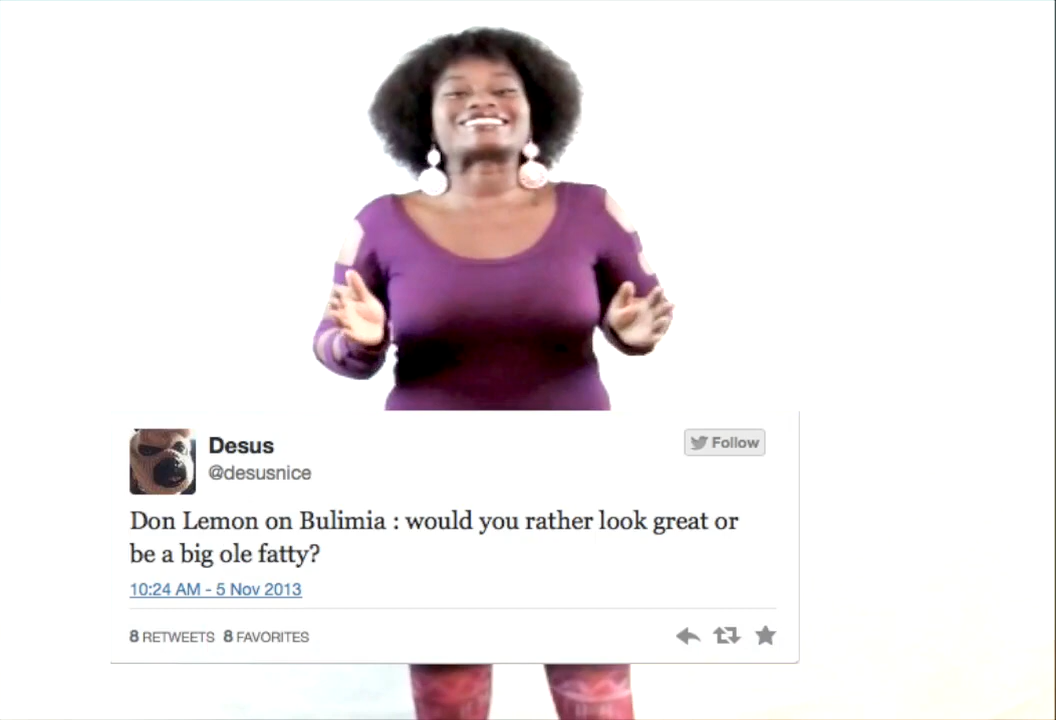 Desus
@desusnice
Follow
Don Lemon on Bulimia : would you rather look great or
be a big ole fatty?
10:24 AM - 5 Nov 2013
8 RETWEETS 8 FAVORITES